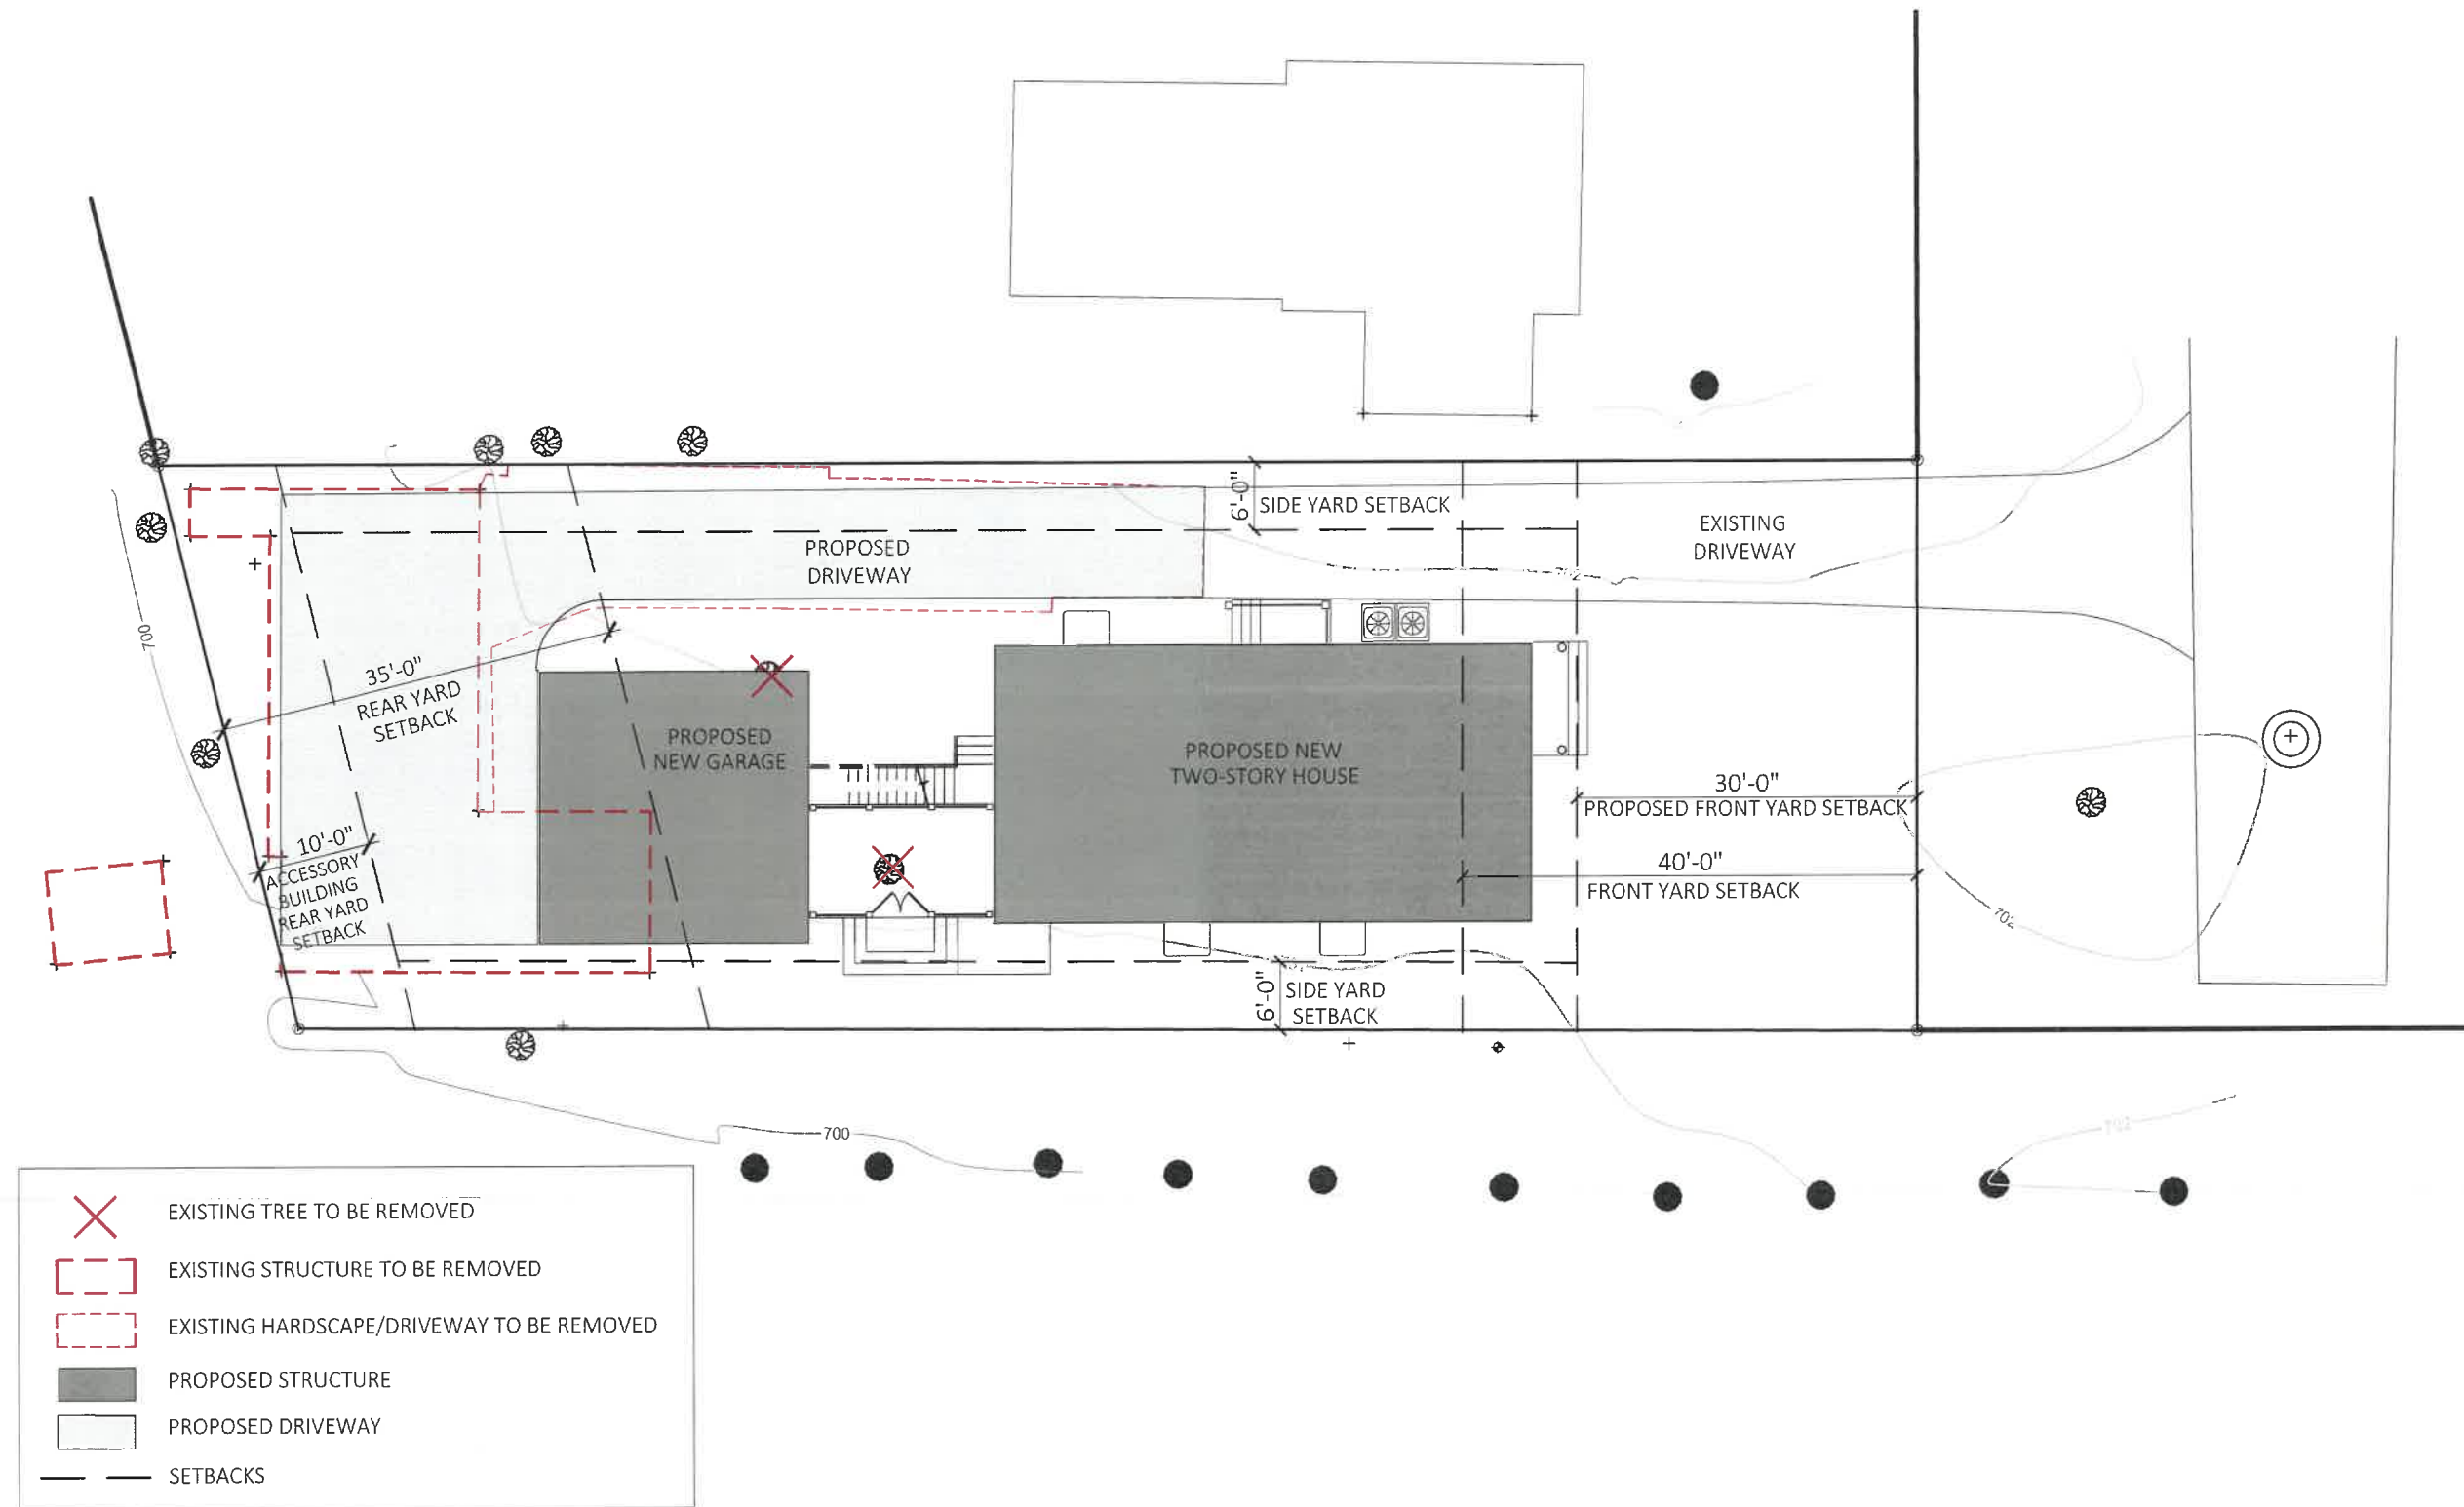 6'-0"
SIDE YARD SETBACK
EXISTING
DRIVEWAY
PROPOSED
DRIVEWAY
702
700
35'-0"
REAR YARD
SETBACK
PROPOSED
NEW GARAGE
PROPOSED NEW
TWO-STORY HOUSE
30'-0"
PROPOSED FRONT YARD SETBACK
40'-0"
FRONT YARD SETBACK
10'-0"
ACCESSORY
BUILDING
REAR YARD
SETBACK
702
6'-0"
SIDE YARD
SETBACK
700
702
EXISTING TREE TO BE REMOVED
EXISTING STRUCTURE TO BE REMOVED
EXISTING HARDSCAPE/DRIVEWAY TO BE REMOVED
PROPOSED STRUCTURE
PROPOSED DRIVEWAY
SETBACKS